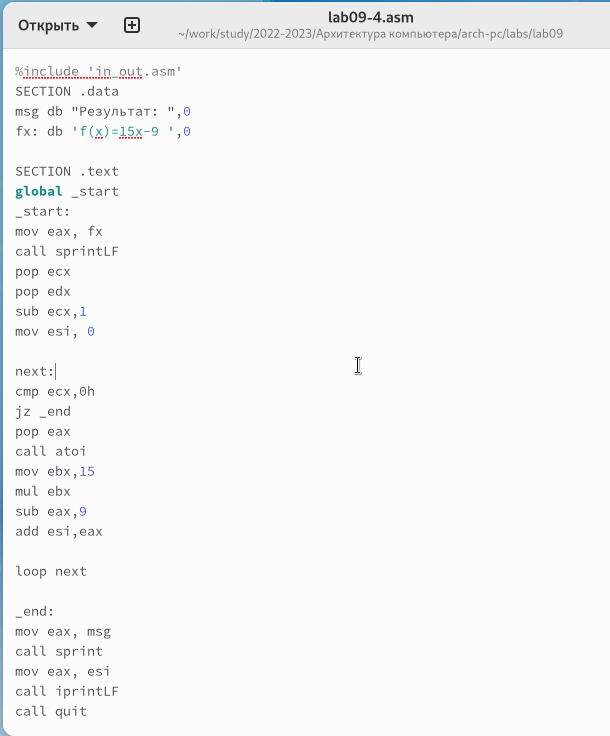 Открыть
lab09-4.asm
~/work/study/2022-2023/Архитектура компьютера/arch-pc/labs/lab09
%include 'in_out.asm'
SECTION .data
msg db "Результат: ",0
fx: db 'f(x)=15x-9 ',0
SECTION .text
global _start
_start:
mov eax, fx
call sprintLF
pop ecx
pop edx
sub ecx,1
mov esi, 0
next:
cmp ecx,0h
jz _end
pop eax
call atoi
mov ebx,15
mul ebx
sub eax,9
add esi,eax
loop next
_end:
mov eax, msg
call sprint
mov eax, esi
call iprintLF
call quit